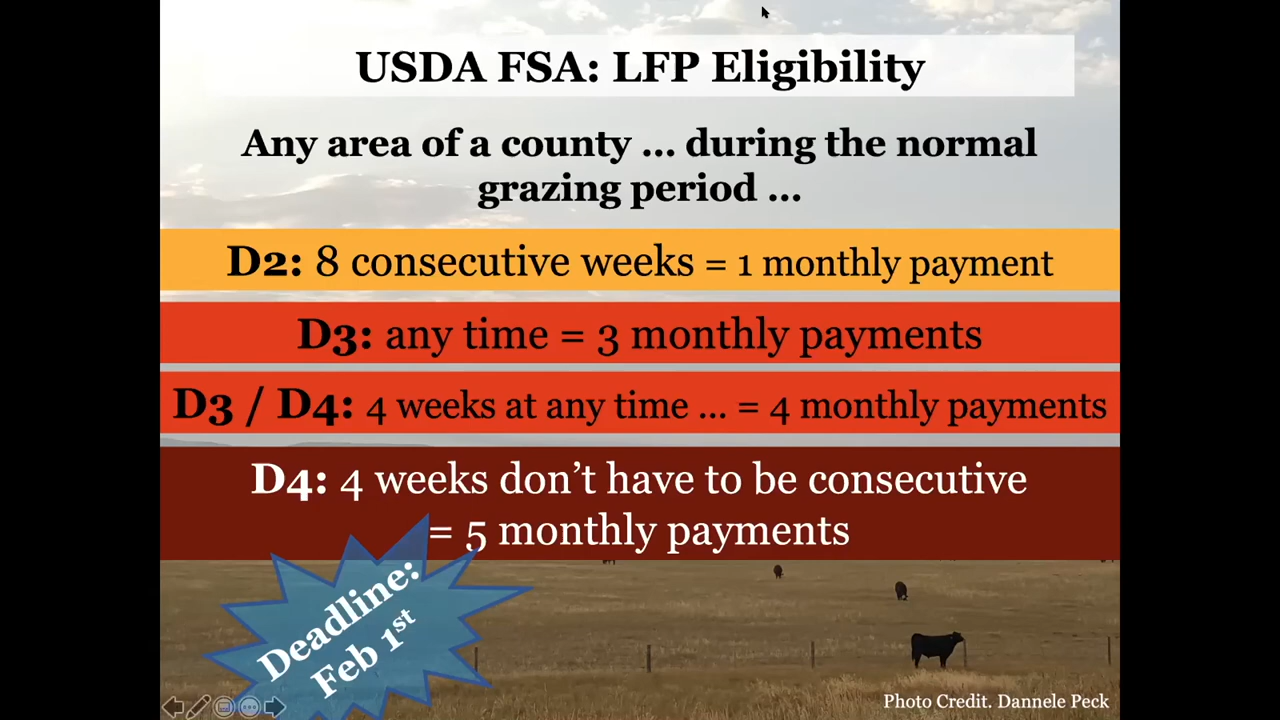 USDA FSA: LFP Eligibility
Any area of a county ... during the normal
grazing period ...
D2: 8 consecutive weeks = 1 monthly payment
D3: any time = 3 monthly payments
D3 / D4: 4 weeks at any time ... = 4 monthly payments
D4: 4 weeks don’t have to be consecutive
= 5 monthly payments
Deadline:
Feb 1st
Photo Credit. Dannele Peck